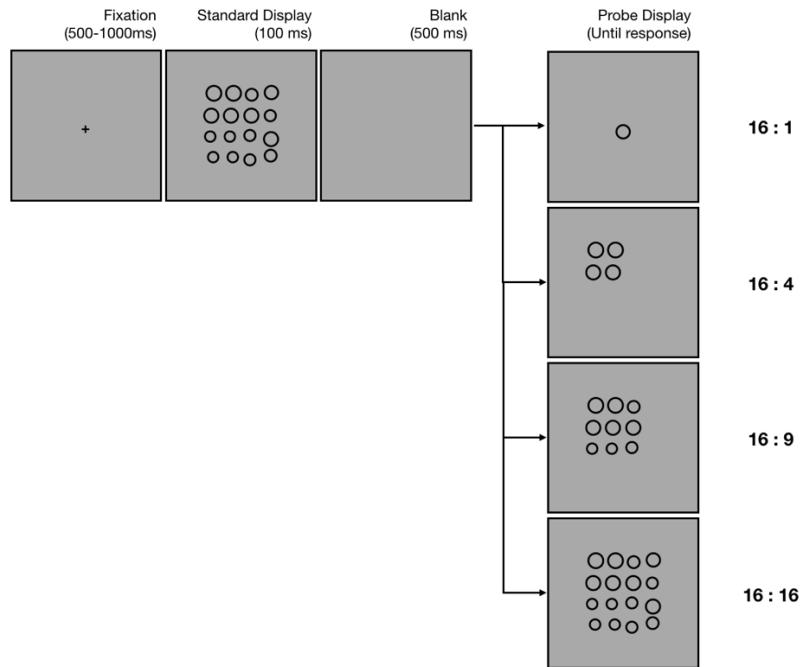 Fixation
(500-1000ms)
Standard Display
(100 ms)
Blank
(500 ms)
Probe Display
(Until response)
16 : 1
16 : 4
16 : 9
16 : 16